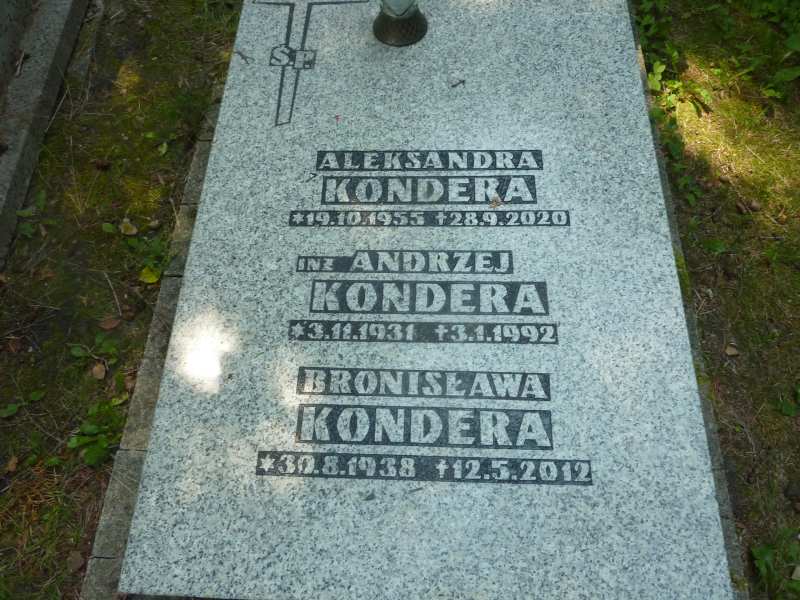 ŚP
ALEKSANDRA
KONDERA
*19.10.1955 †28.9.2020
INŻ ANDRZEJ
KONDERA
*3.11.1931 †3.1.1992
BRONISŁAWA
KONDERA
*30.8.1938 †12.5.2012